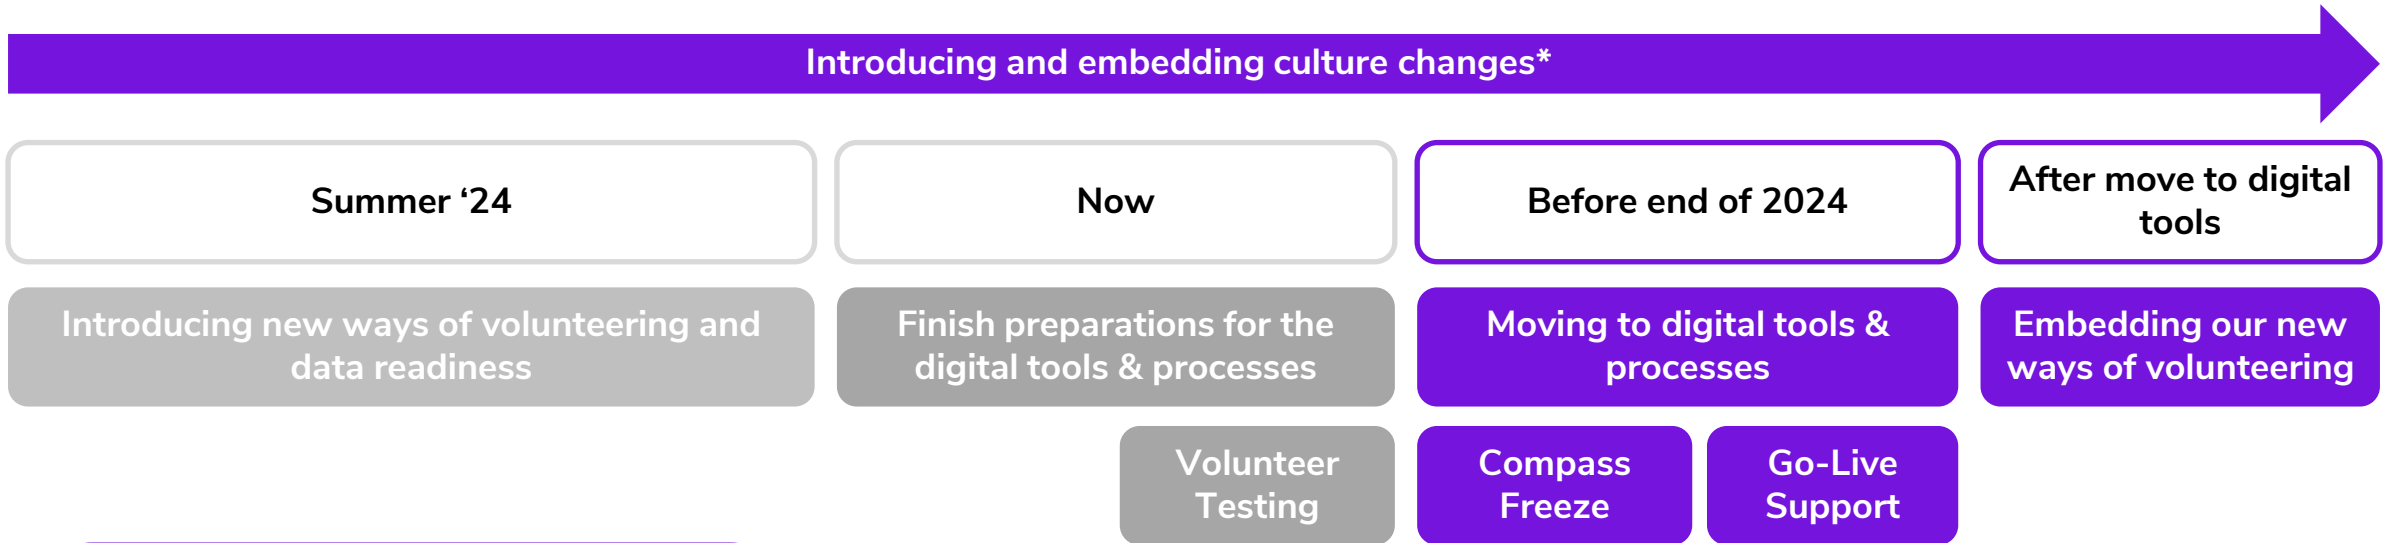 Introducing and embedding culture changes*
Summer ‘24
Now
Before end of 2024
After move to digital
tools
Introducing new ways of volunteering and
data readiness
Finish preparations for the
digital tools & processes
Moving to digital tools &
processes
Embedding our new
ways of volunteering
Volunteer
Testing
Compass
Freeze
Go-Live
Support